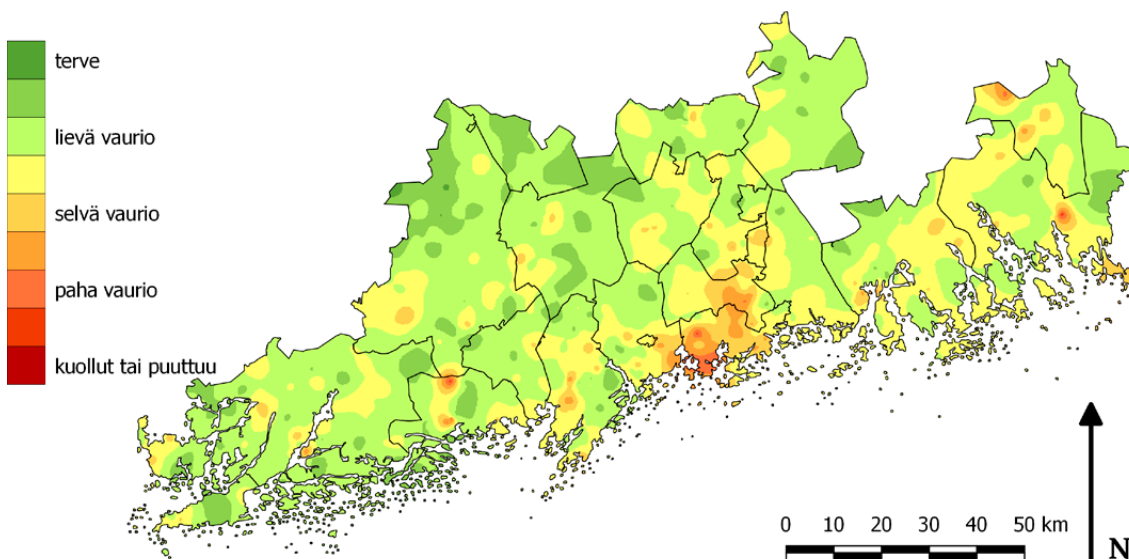 terve
lievä vaurio
selvä vaurio
paha vaurio
kuollut tai puuttuu
0 10 20 30 40 50 km
N